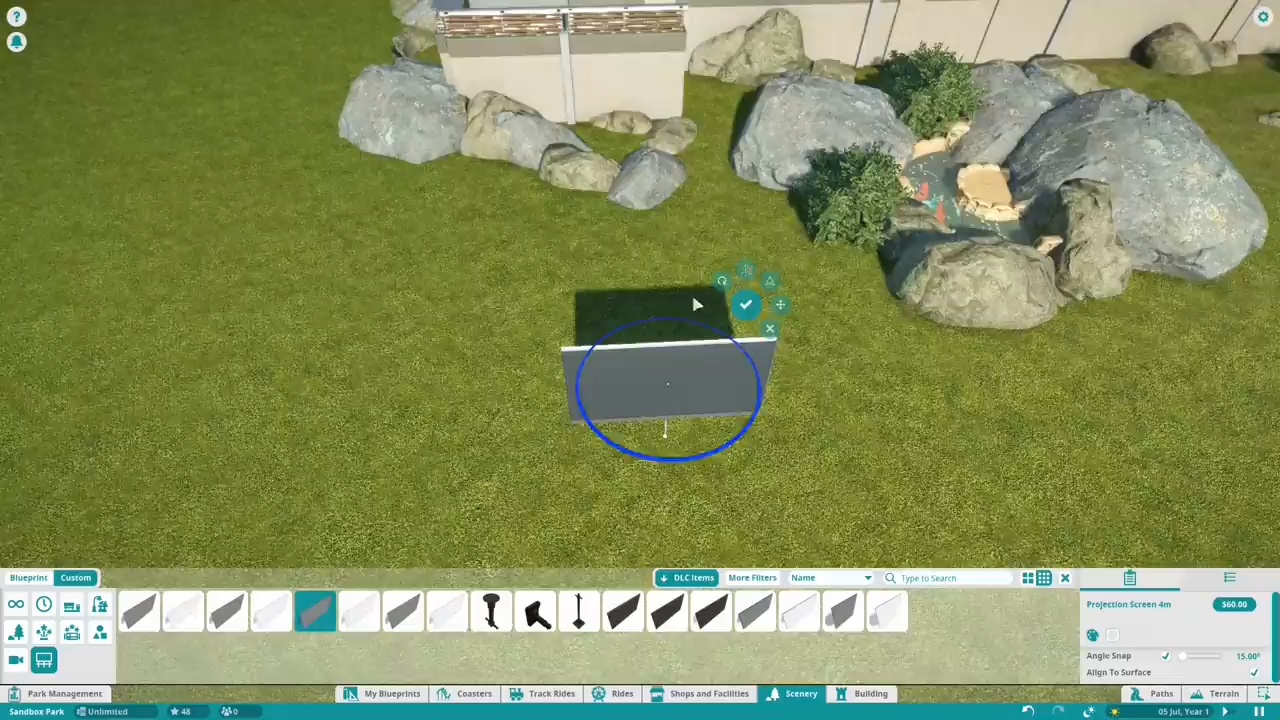 ?
Blueprint
Custom
DLC Items
More Filters
Name
Type to Search
Projection Screen 4m
$60.00
Angle Snap
15.00°
Align To Surface
Park Management
My Blueprints
Coasters
Track Rides
Rides
Shops and Facilities
Scenery
Building
Paths
Terrain
Sandbox Park
Unlimited
48
0
05 Jul, Year 1